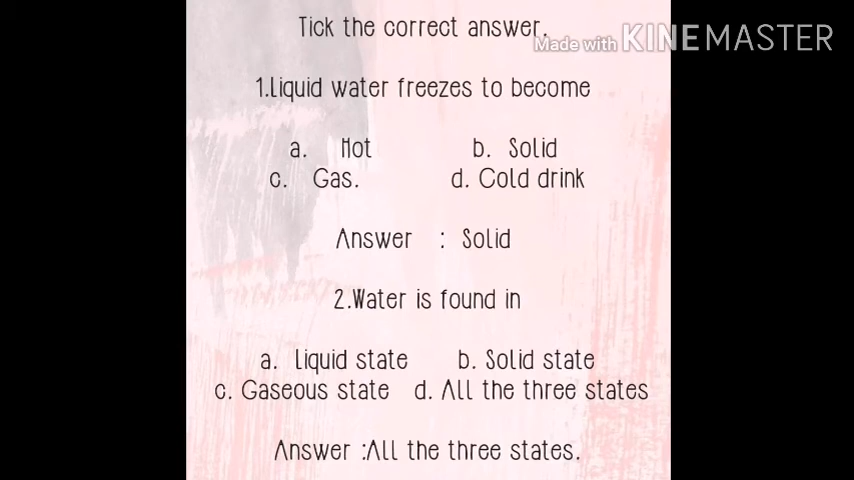 Tick the correct answer.
Made with KINEMASTER
1.Liquid water freezes to become
a. Hot b. Solid
c. Gas. d. Cold drink
Answer : Solid
2.Water is found in
a. Liquid state b. Solid state
c. Gaseous state d. All the three states
Answer :All the three states.